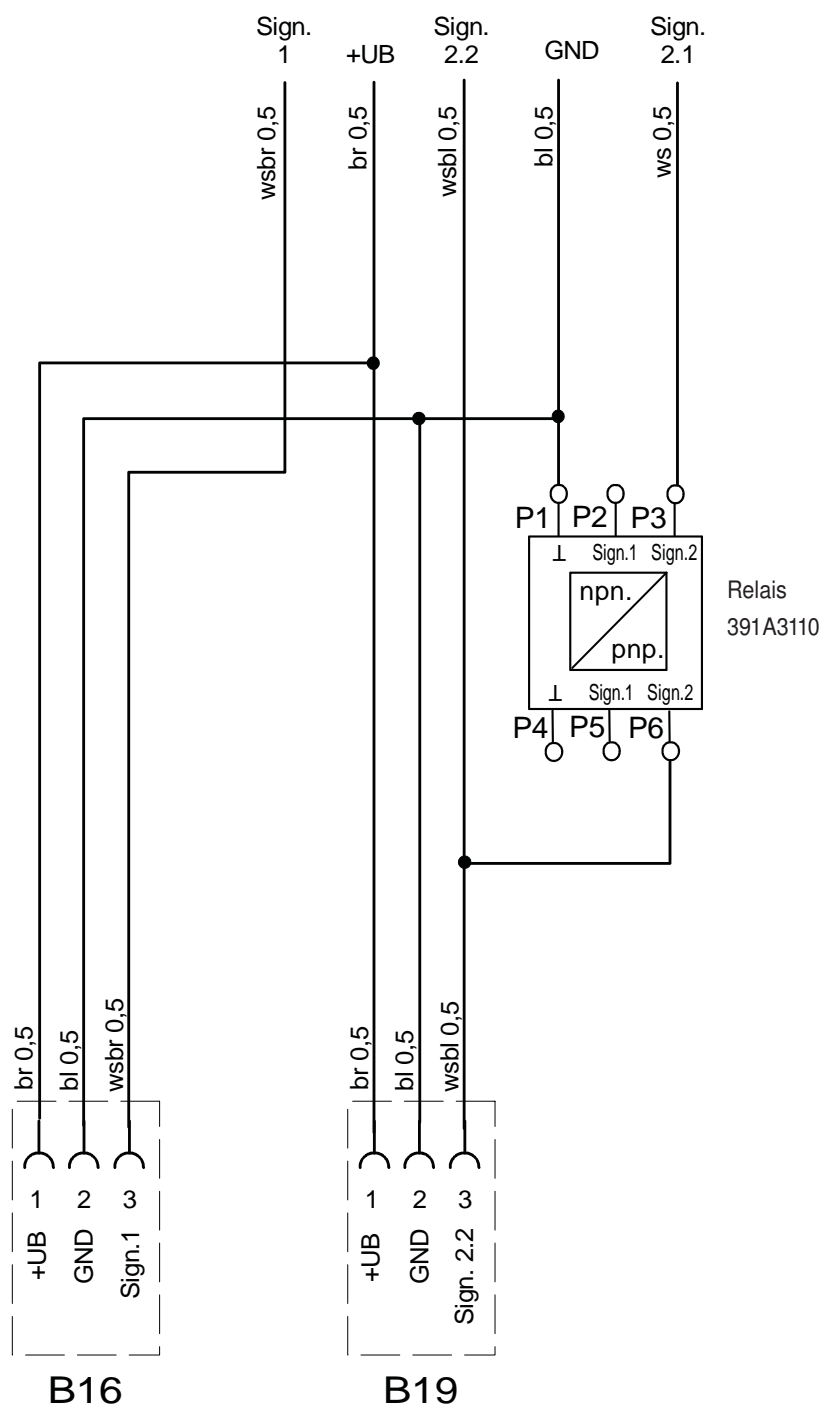 Sign.
1
+UB
Sign.
2.2
GND
Sign.
2.1
wsbr 0,5
br 0,5
wsbl 0,5
bl 0,5
ws 0,5
P1
P2
P3
⊥
Sign.1
Sign.2
npn.
pnp.
Relais
391A3110
⊥
Sign.1
Sign.2
P4
P5
P6
br 0,5
bl 0,5
wsbr 0,5
br 0,5
bl 0,5
wsbl 0,5
1
2
3
+UB
GND
Sign.1
1
2
3
+UB
GND
Sign. 2.2
B16
B19